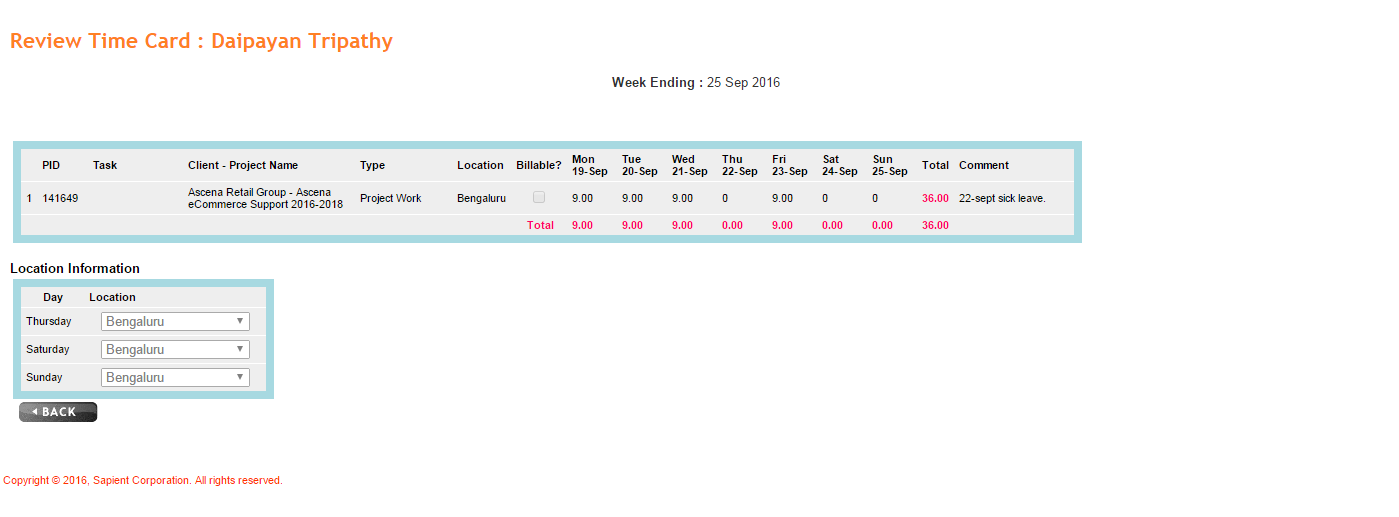 Review Time Card : Daipayan Tripathy
Week Ending : 25 Sep 2016
PID Task Client - Project Name Type Location Billable? Mon 19-Sep Tue 20-Sep Wed 21-Sep Thu 22-Sep Fri 23-Sep Sat 24-Sep Sun 25-Sep Total Comment
1 141649 Ascena Retail Group - Ascena eCommerce Support 2016-2018 Project Work Bengaluru 9.00 9.00 9.00 0 9.00 0 0 36.00 22-sept sick leave.
Total 9.00 9.00 9.00 0.00 9.00 0.00 0.00 36.00
Location Information
Day Location
Thursday Bengaluru
Saturday Bengaluru
Sunday Bengaluru
BACK
Copyright © 2016, Sapient Corporation. All rights reserved.